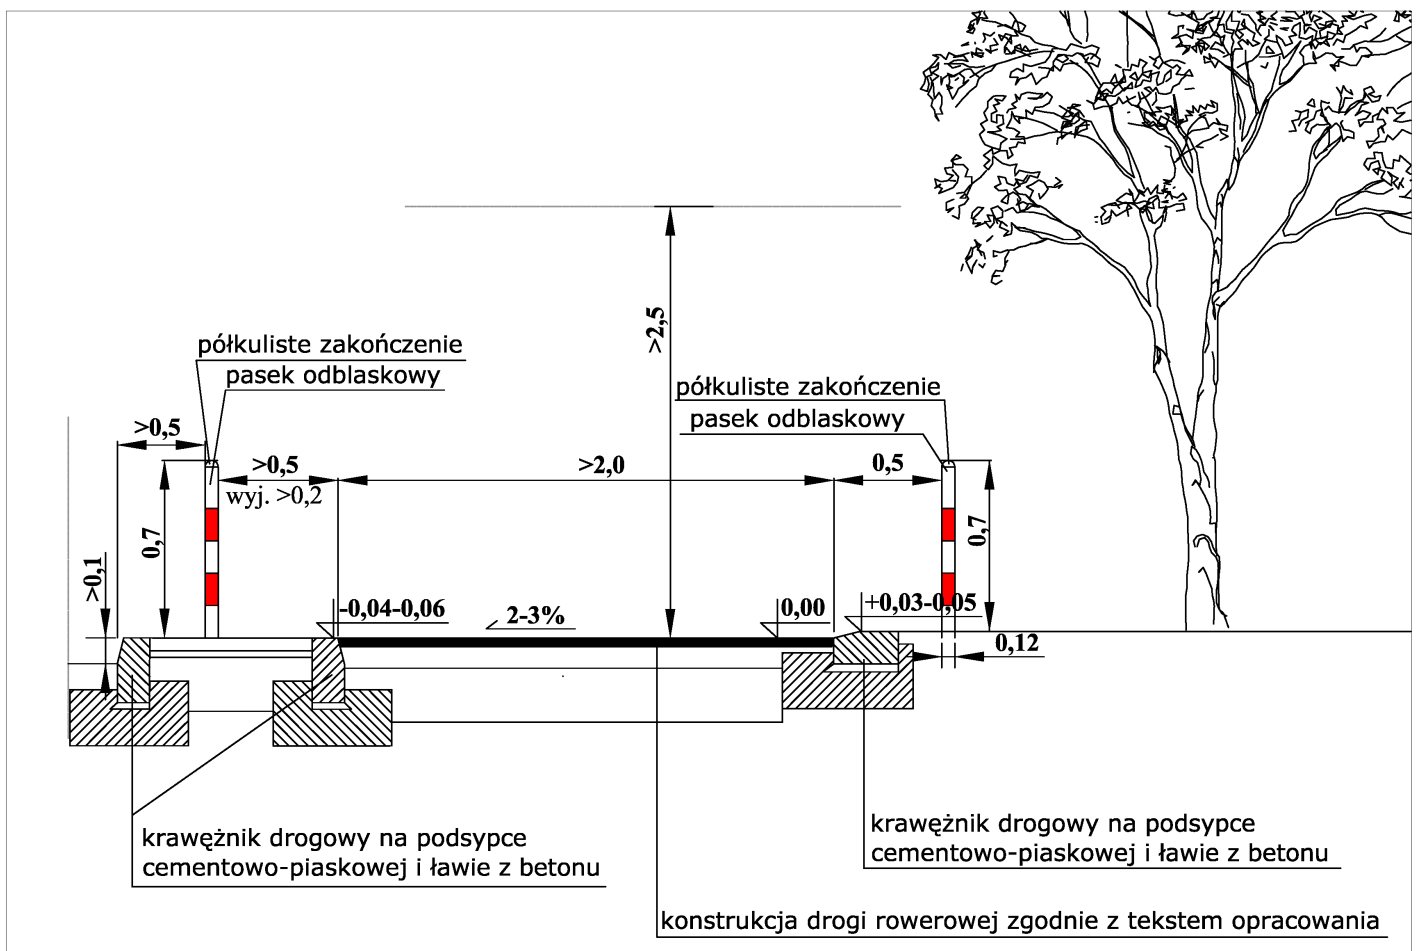 >2,5
półkuliste zakończenie
pasek odblaskowy
półkuliste zakończenie
pasek odblaskowy
>0,5
>0,5
wyj. >0,2
>2,0
0,5
0,7
0,7
>0,1
-0,04-0,06
2-3%
0,00
+0,03-0,05
0,12
krawężnik drogowy na podsypce
cementowo-piaskowej i ławie z betonu
krawężnik drogowy na podsypce
cementowo-piaskowej i ławie z betonu
konstrukcja drogi rowerowej zgodnie z tekstem opracowania